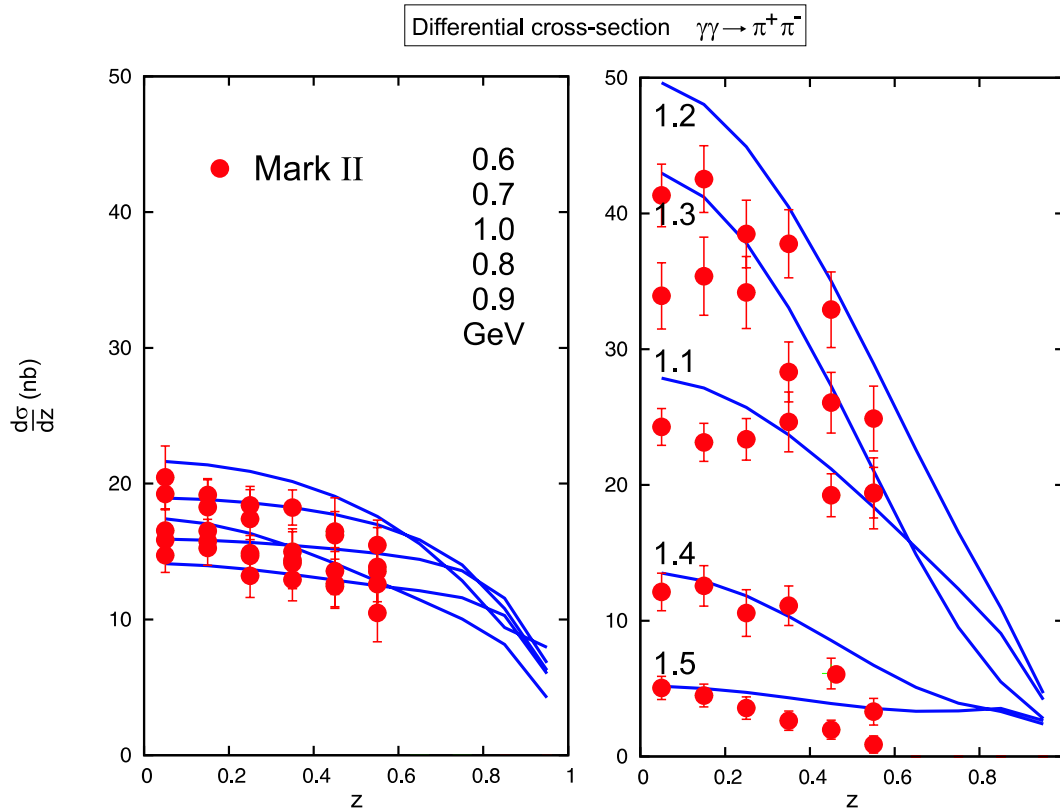 Differential cross-section γγ → π⁺π⁻
dσ/dz (nb)
50
40
30
20
10
0
0 0.2 0.4 0.6 0.8 1
z
Mark II
0.6
0.7
1.0
0.8
0.9
GeV
50
40
30
20
10
0
0 0.2 0.4 0.6 0.8
z
1.2
1.3
1.1
1.4
1.5